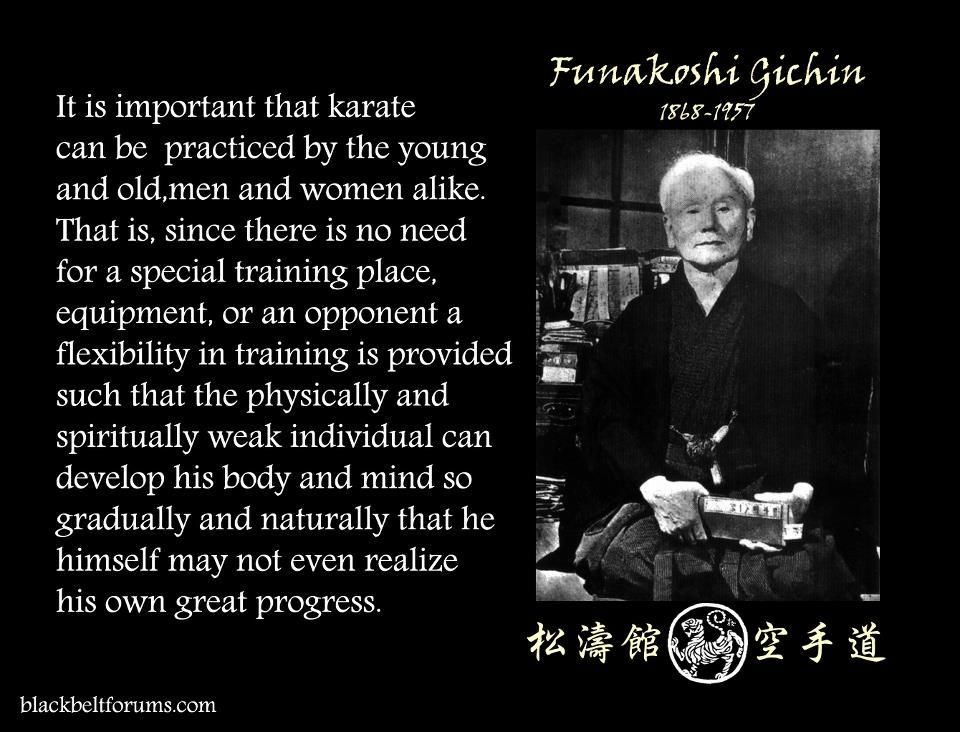 Funakoshi Gichin
1868-1957
It is important that karate
can be practiced by the young
and old,men and women alike.
That is, since there is no need
for a special training place,
equipment, or an opponent a
flexibility in training is provided
such that the physically and
spiritually weak individual can
develop his body and mind so
gradually and naturally that he
himself may not even realize
his own great progress.
松濤館 空手道
blackbeltforums.com